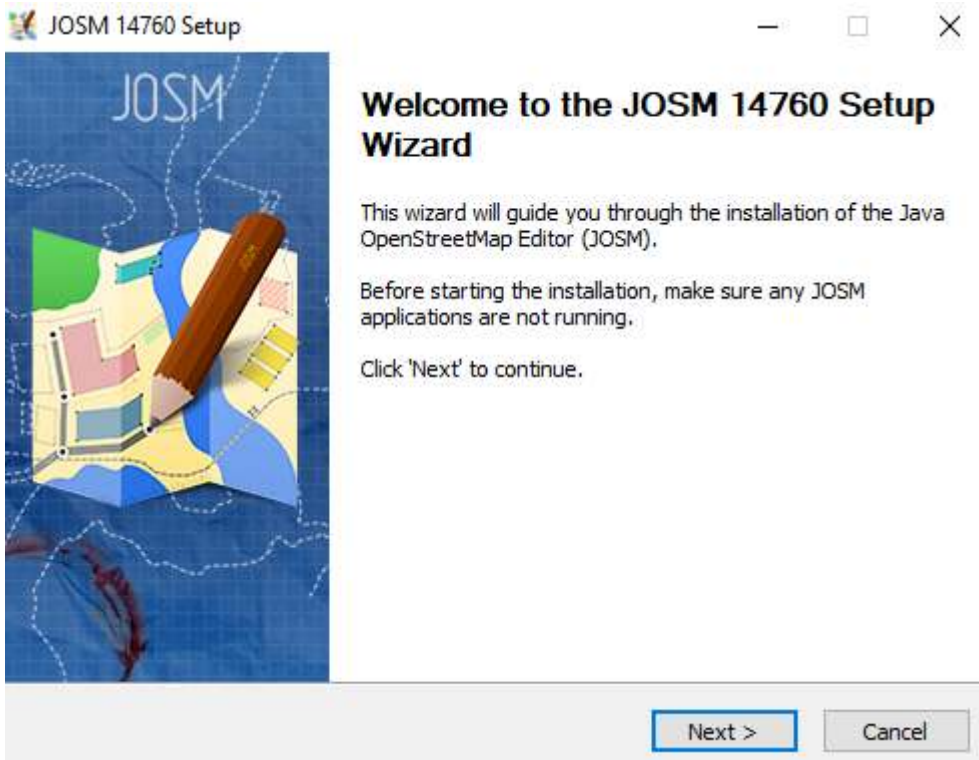 JOSM 14760 Setup
JOSM
Welcome to the JOSM 14760 Setup
Wizard
This wizard will guide you through the installation of the Java
OpenStreetMap Editor (JOSM).
Before starting the installation, make sure any JOSM
applications are not running.
Click 'Next' to continue.
JOSM
Next >
Cancel